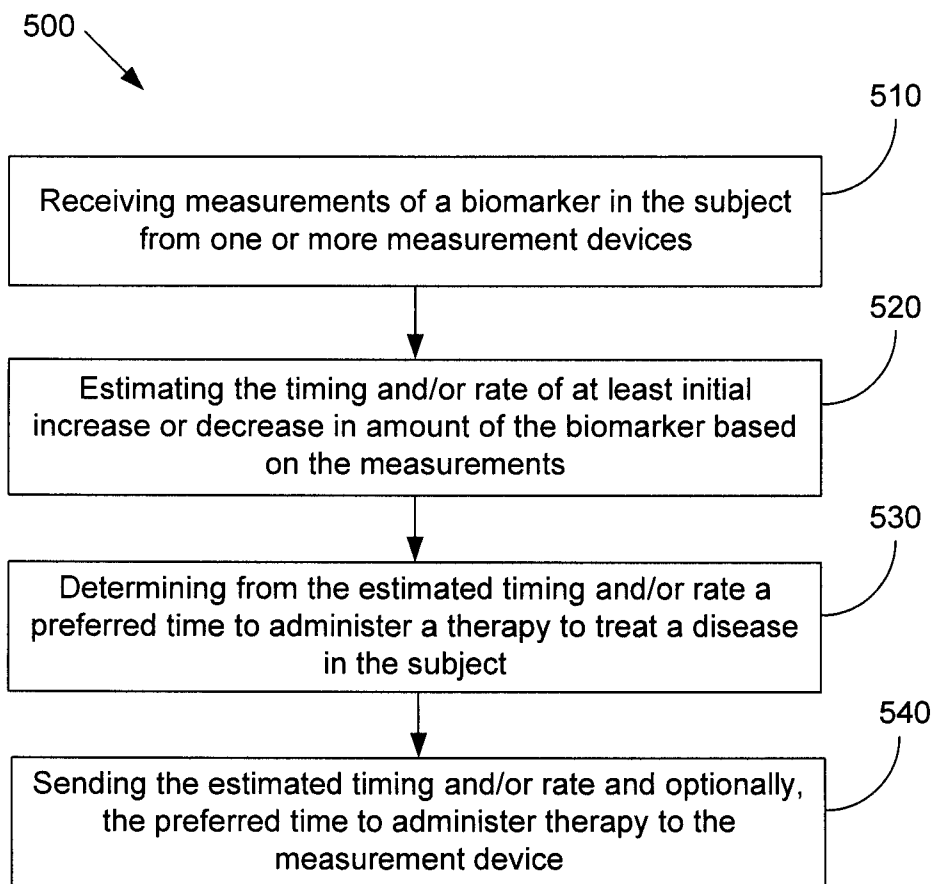 500
510
Receiving measurements of a biomarker in the subject
from one or more measurement devices
520
Estimating the timing and/or rate of at least initial
increase or decrease in amount of the biomarker based
on the measurements
530
Determining from the estimated timing and/or rate a
preferred time to administer a therapy to treat a disease
in the subject
540
Sending the estimated timing and/or rate and optionally,
the preferred time to administer therapy to the
measurement device